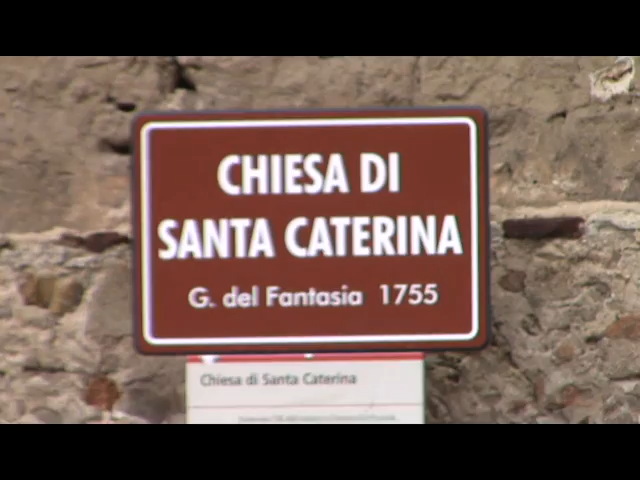 CHIESA DI
SANTA CATERINA
G. del Fantasia 1755
Chiesa di Santa Caterina